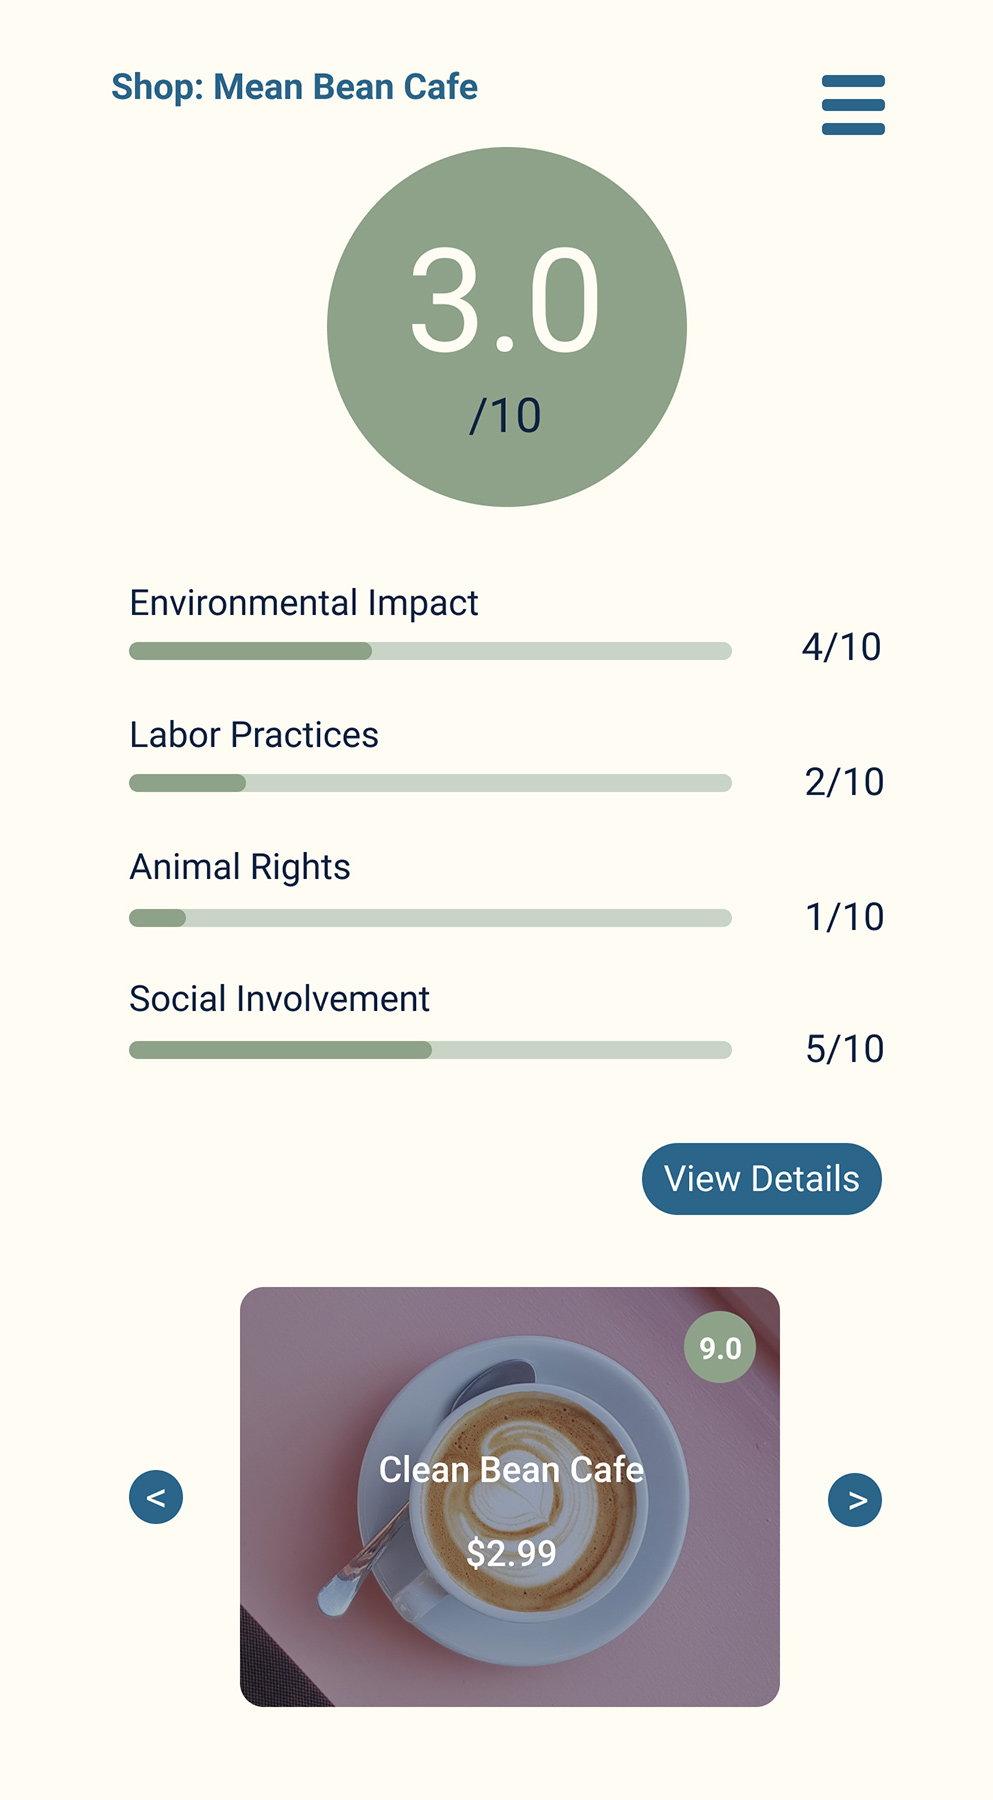 Shop: Mean Bean Cafe
3.0
/10
Environmental Impact
4/10
Labor Practices
2/10
Animal Rights
1/10
Social Involvement
5/10
View Details
9.0
Clean Bean Cafe
$2.99
<
>